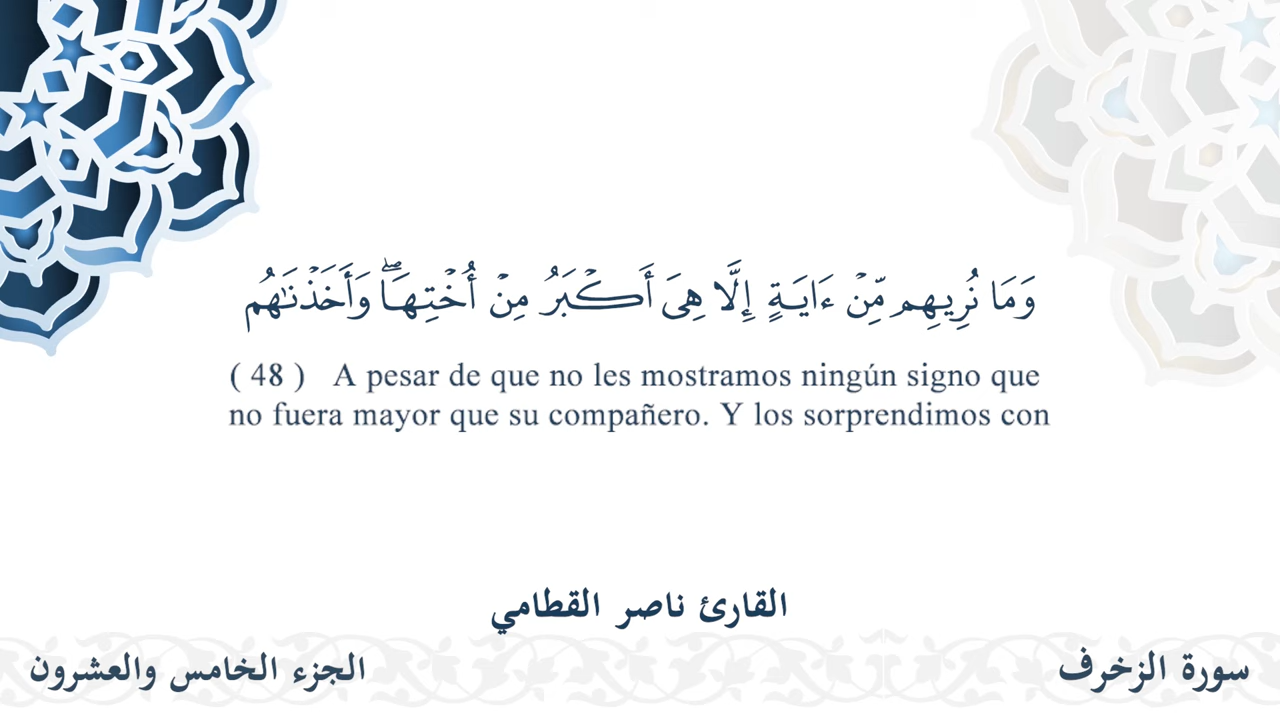 وَمَا نُرِيهِم مِّنْ ءَايَةٍ إِلَّا هِىَ أَكْبَرُ مِنْ أُخْتِهَا ۖ وَأَخَذْنَـٰهُم
( 48 ) A pesar de que no les mostramos ningún signo que
no fuera mayor que su compañero. Y los sorprendimos con
القارئ ناصر القطامي
سورة الزخرف
الجزء الخامس والعشرون